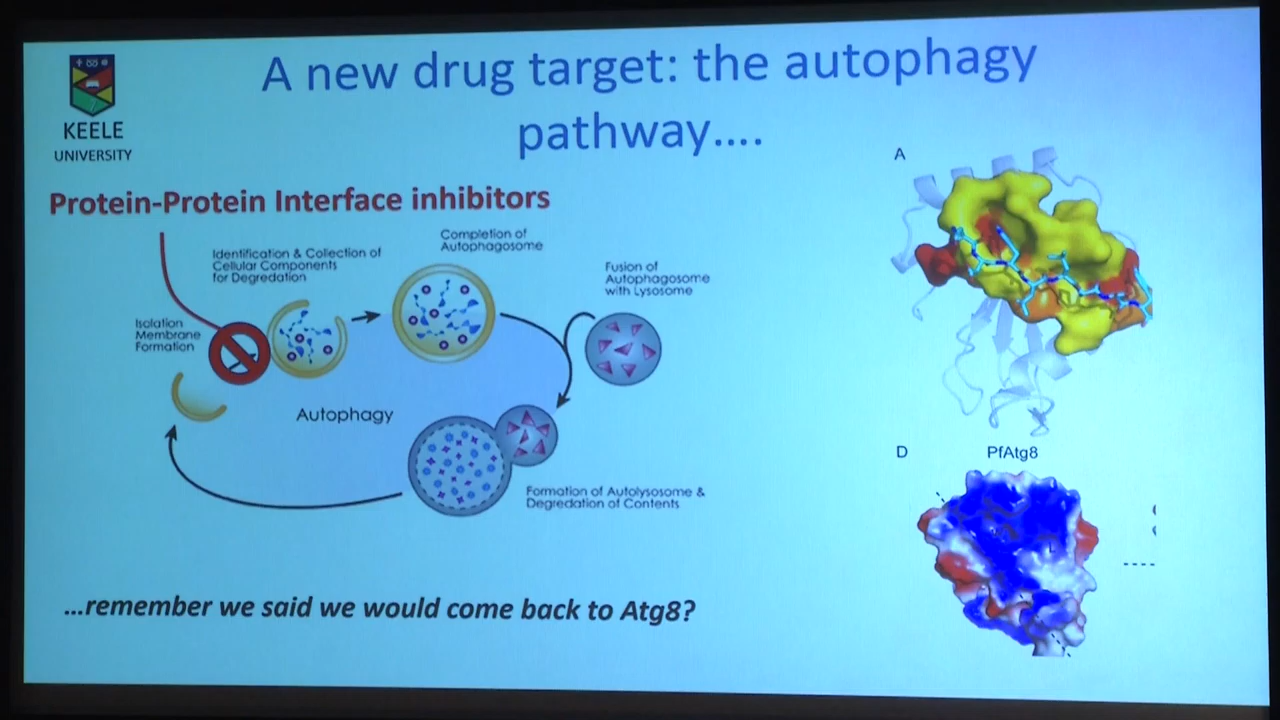 KEELE
UNIVERSITY
A new drug target: the autophagy
pathway....
Protein-Protein Interface inhibitors
Identification & Collection of
Cellular Components
for Degredation
Completion of
Autophagosome
Fusion of
Autophagosome
with Lysosome
Isolation
Membrane
Formation
Autophagy
Formation of Autolysosome &
Degredation of Contents
...remember we said we would come back to Atg8?
A
D
PfAtg8